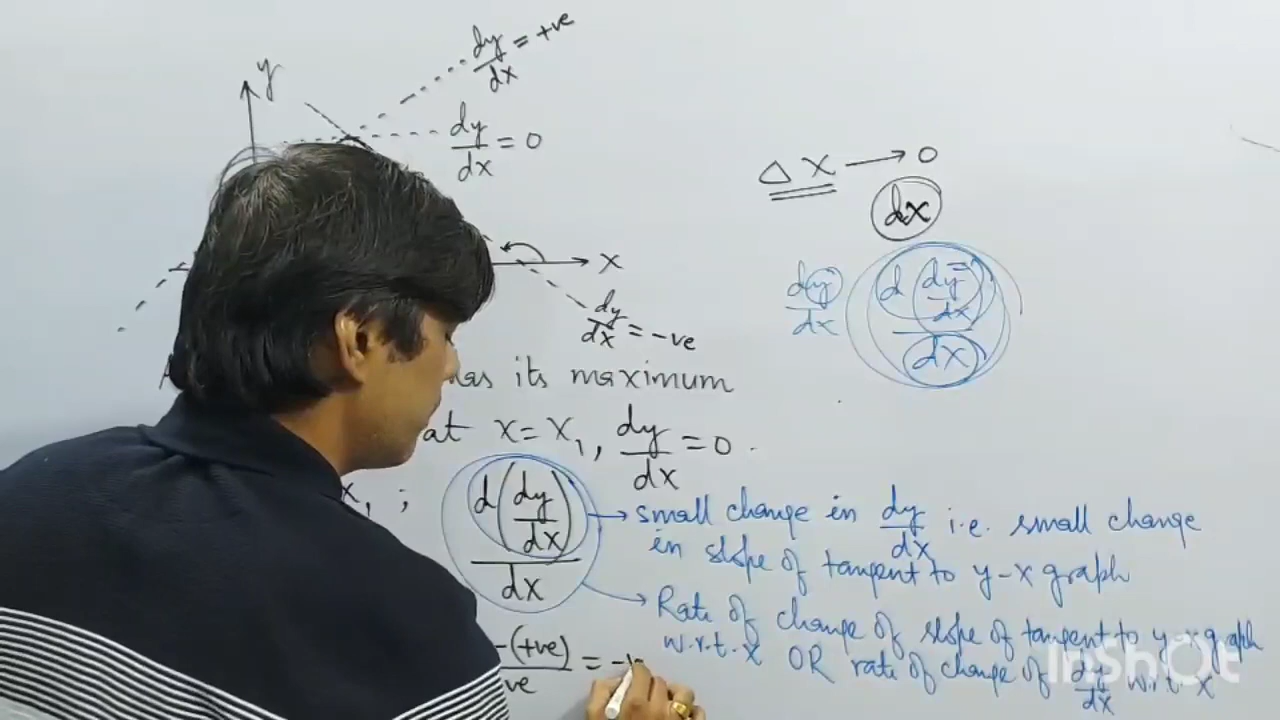 dy/dx = +ve
y
dy/dx = 0
Δx → 0
dx
x
dy/dx
d(dy/dx)/dx
dy/dx = -ve
has its maximum
at x = x₁, dy/dx = 0.
x₁ ;
d(dy/dx)/dx
→ small change in dy/dx i.e. small change
in slope of tangent to y-x graph
→ Rate of change of slope of tangent to y-x graph
w.r.t. x OR rate of change of dy/dx w.r.t x
-(+ve)/ve = -v
InShOt